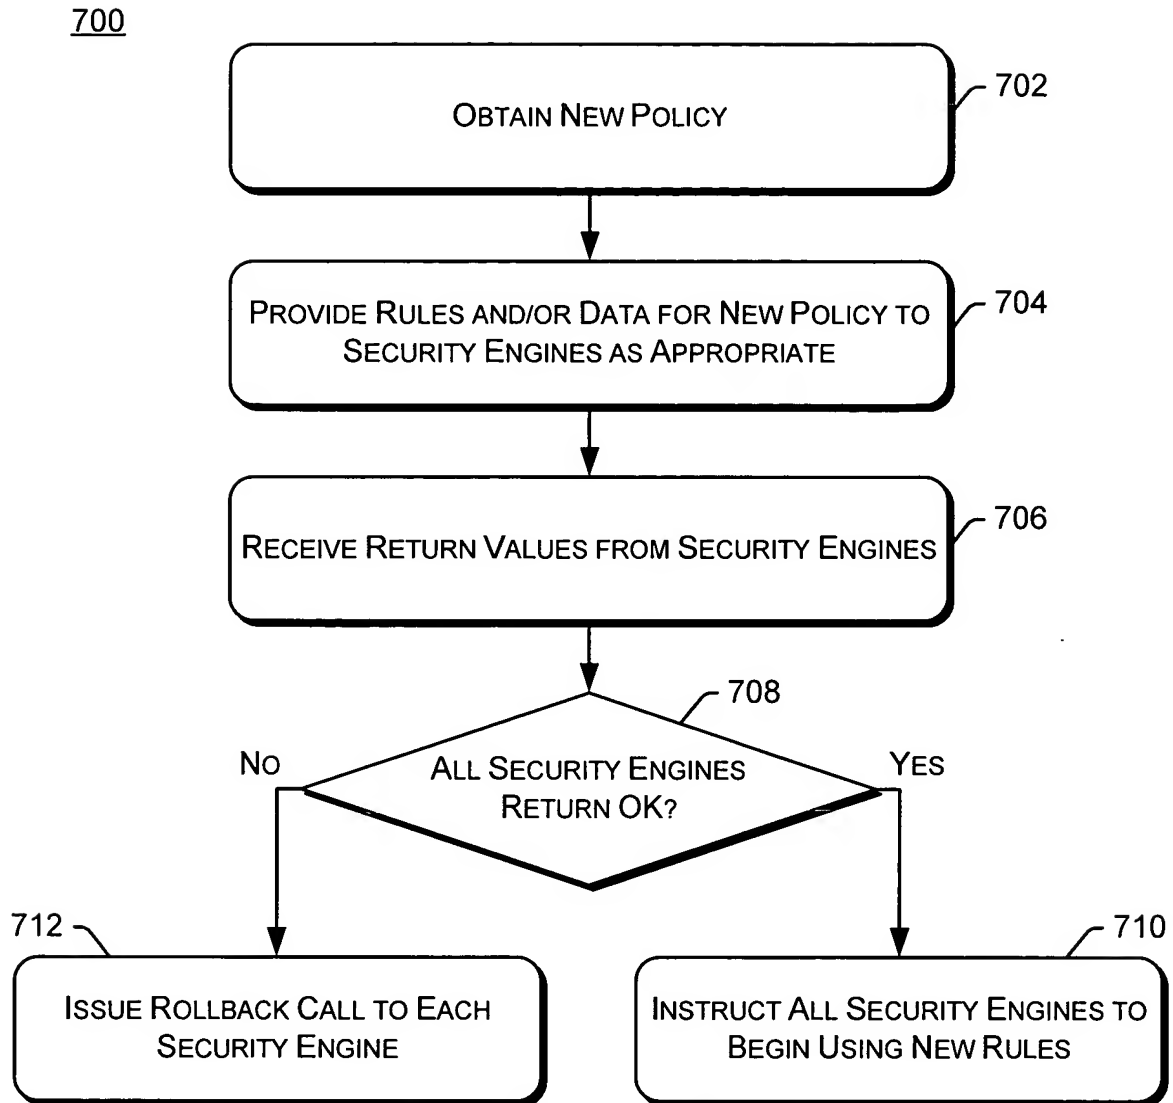 700
OBTAIN NEW POLICY
702
PROVIDE RULES AND/OR DATA FOR NEW POLICY TO
SECURITY ENGINES AS APPROPRIATE
704
RECEIVE RETURN VALUES FROM SECURITY ENGINES
706
708
ALL SECURITY ENGINES
RETURN OK?
NO
YES
712
ISSUE ROLLBACK CALL TO EACH
SECURITY ENGINE
710
INSTRUCT ALL SECURITY ENGINES TO
BEGIN USING NEW RULES